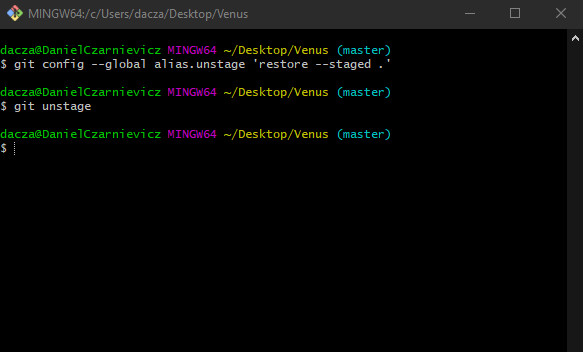 MINGW64:/c/Users/dacza/Desktop/Venus
dacza@DanielCzarnievicz MINGW64 ~/Desktop/Venus (master)
$ git config --global alias.unstage 'restore --staged .'
dacza@DanielCzarnievicz MINGW64 ~/Desktop/Venus (master)
$ git unstage
dacza@DanielCzarnievicz MINGW64 ~/Desktop/Venus (master)
$